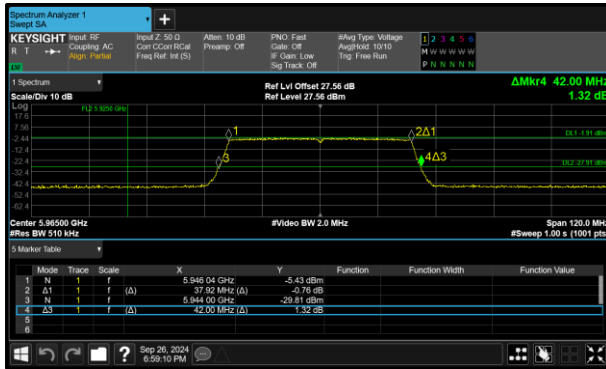 Spectrum Analyzer 1
Swept SA
KEYSIGHT Input: RF Input Z: 50 Ω Atten: 10 dB PNO: Fast #Avg Type: Voltage 1 2 3 4 5 6
R T Coupling: AC Corr CCorr RCal Preamp: Off Gate: Off Avg|Hold: 10/10 M W W W W W
Align: Partial Freq Ref: Int (S) IF Gain: Low Trig: Free Run
Sig Track: Off P N N N N N
1 Spectrum Ref Lvl Offset 27.56 dB ΔMkr4 42.00 MHz
Scale/Div 10 dB Ref Level 27.56 dBm 1.32 dB
Log
17.6
7.56
-2.44
-12.4
-22.4
-32.4
-42.4
-52.4
-62.4
1
2Δ1
3
4Δ3
Center 5.96500 GHz #Video BW 2.0 MHz Span 120.0 MHz
#Res BW 510 kHz #Sweep 1.00 s (1001 pts
5 Marker Table
Mode Trace Scale X Y Function Function Width Function Value
1 N 1 f 5.946 04 GHz -5.43 dBm
2 Δ1 1 f (Δ) 37.92 MHz (Δ) -0.76 dB
3 N 1 f 5.944 00 GHz -29.81 dBm
4 Δ3 1 f (Δ) 42.00 MHz (Δ) 1.32 dB
5
6
? Sep 26, 2024
6:59:10 PM